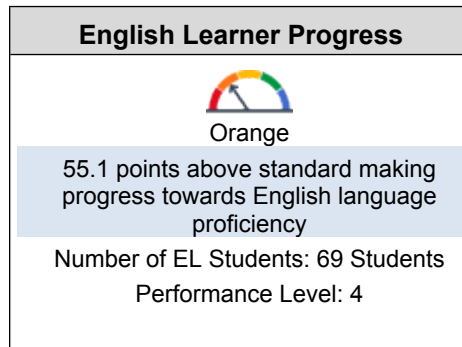 English Learner Progress
Orange
55.1 points above standard making
progress towards English language
proficiency
Number of EL Students: 69 Students
Performance Level: 4